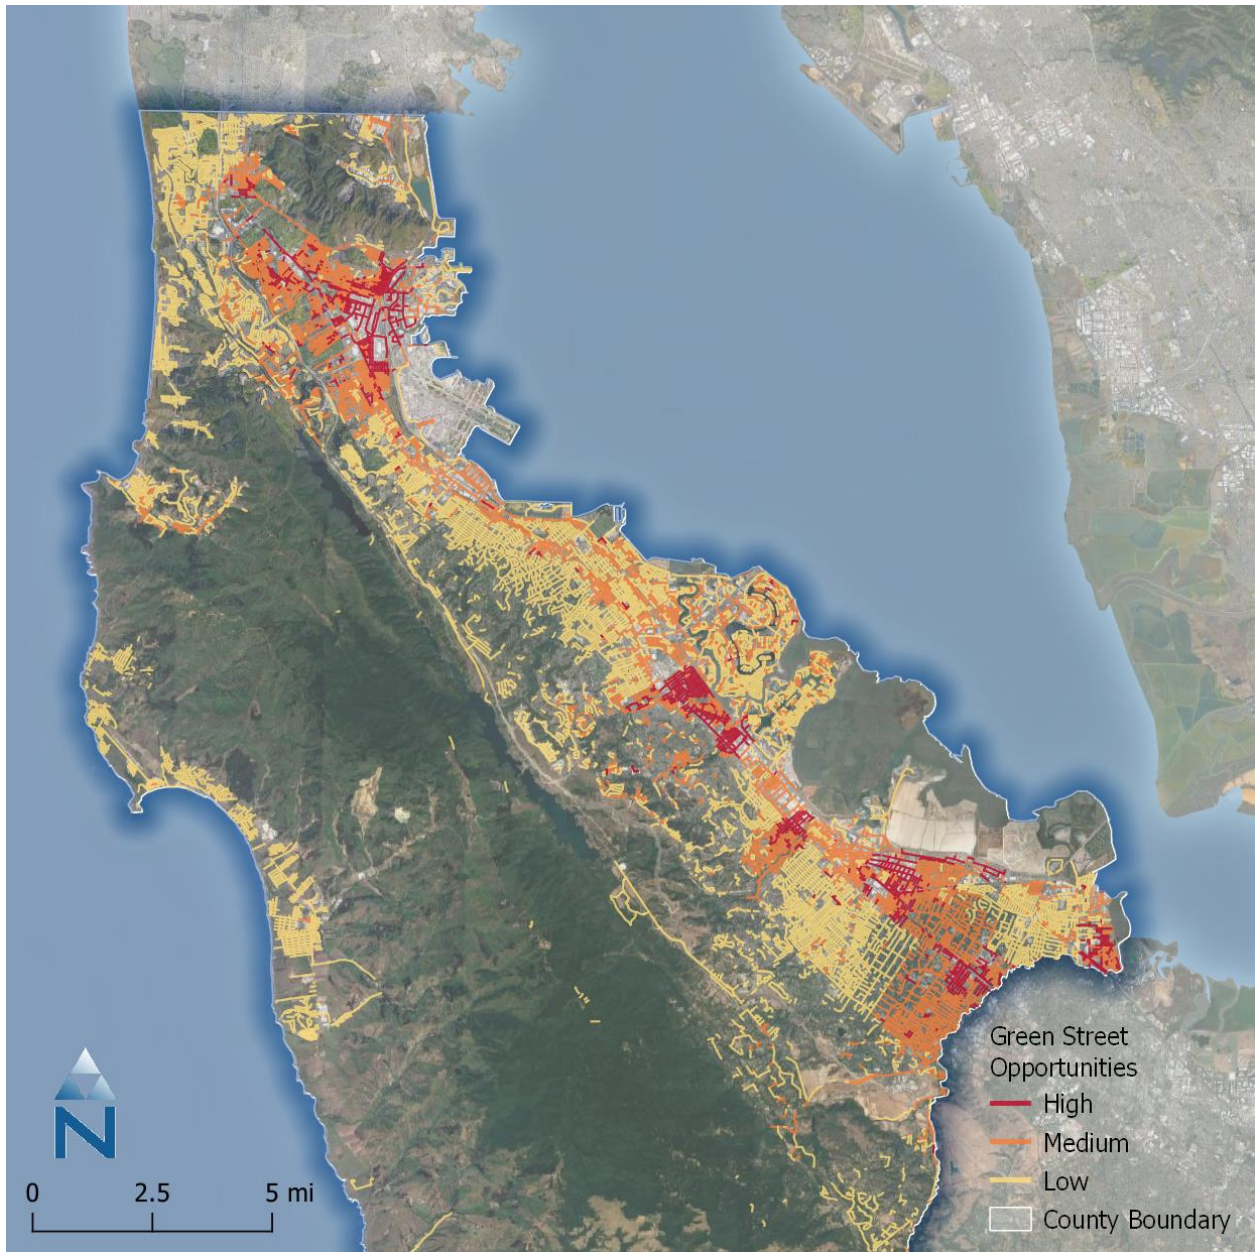 Green Street
Opportunities
High
Medium
Low
County Boundary
N
0 2.5 5 mi